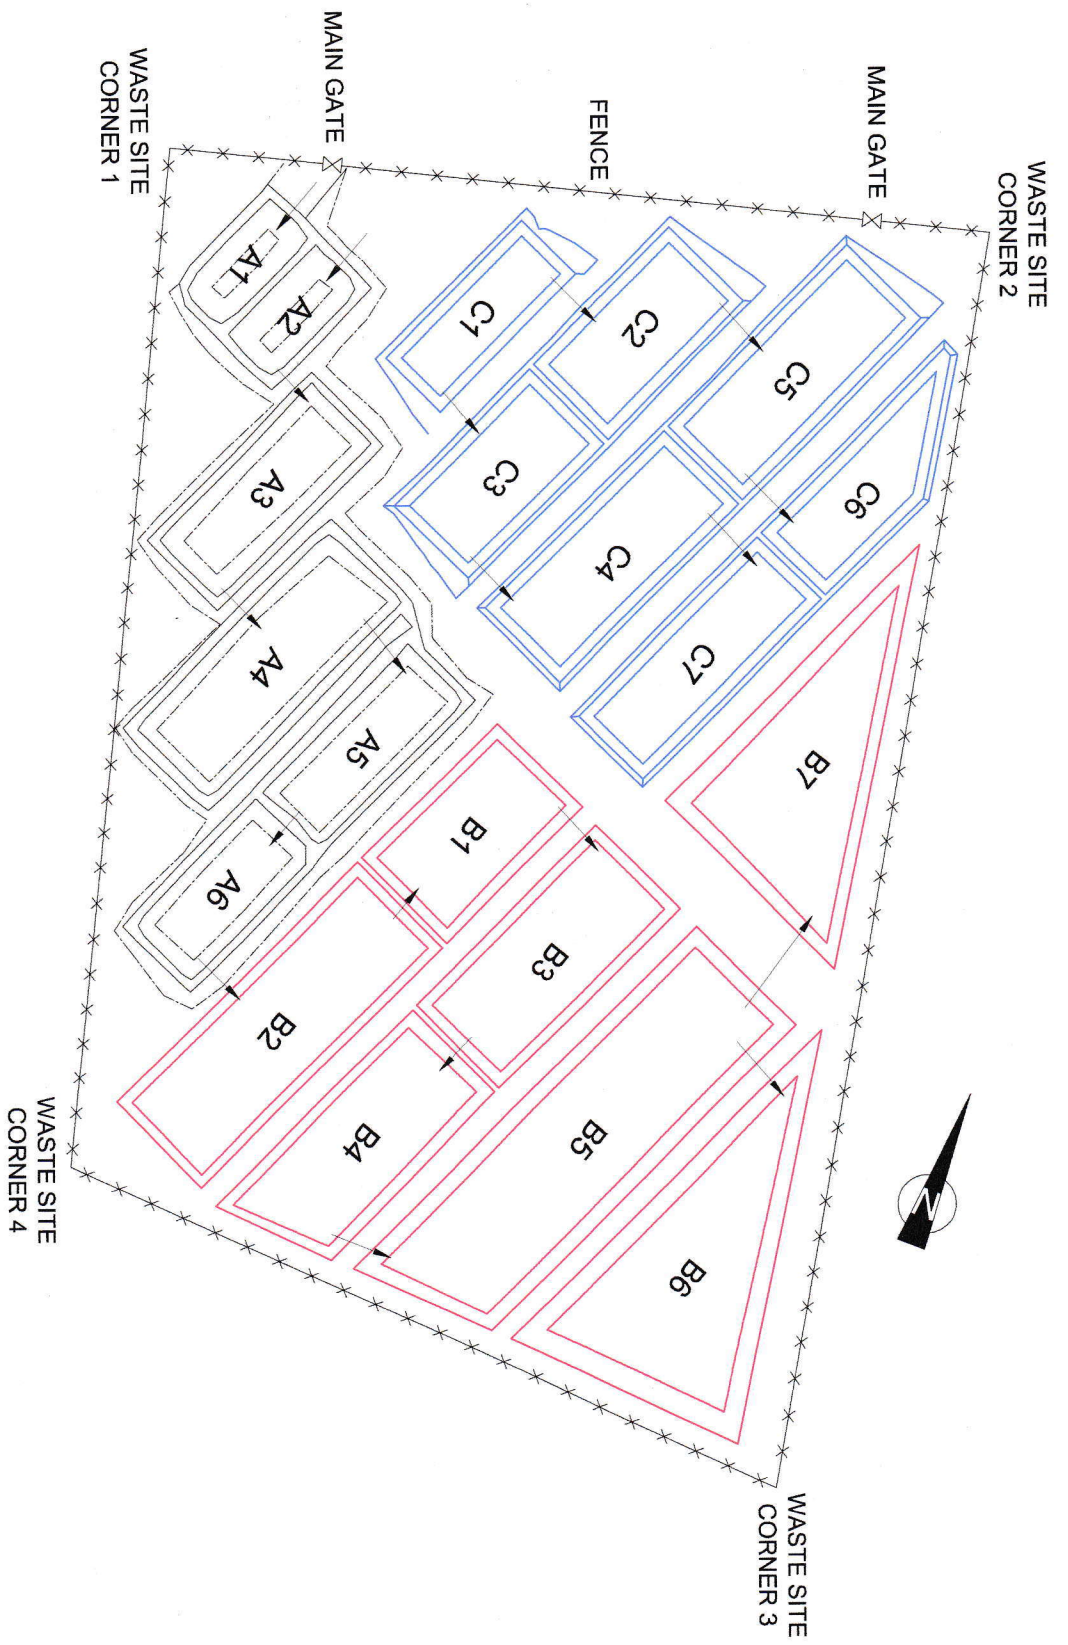 WASTE SITE
CORNER 1
MAIN GATE
FENCE
MAIN GATE
WASTE SITE
CORNER 2
A1
A2
A3
A4
A5
A6
C1
C2
C3
C4
C5
C6
C7
B1
B2
B3
B4
B5
B6
B7
N
WASTE SITE
CORNER 4
WASTE SITE
CORNER 3